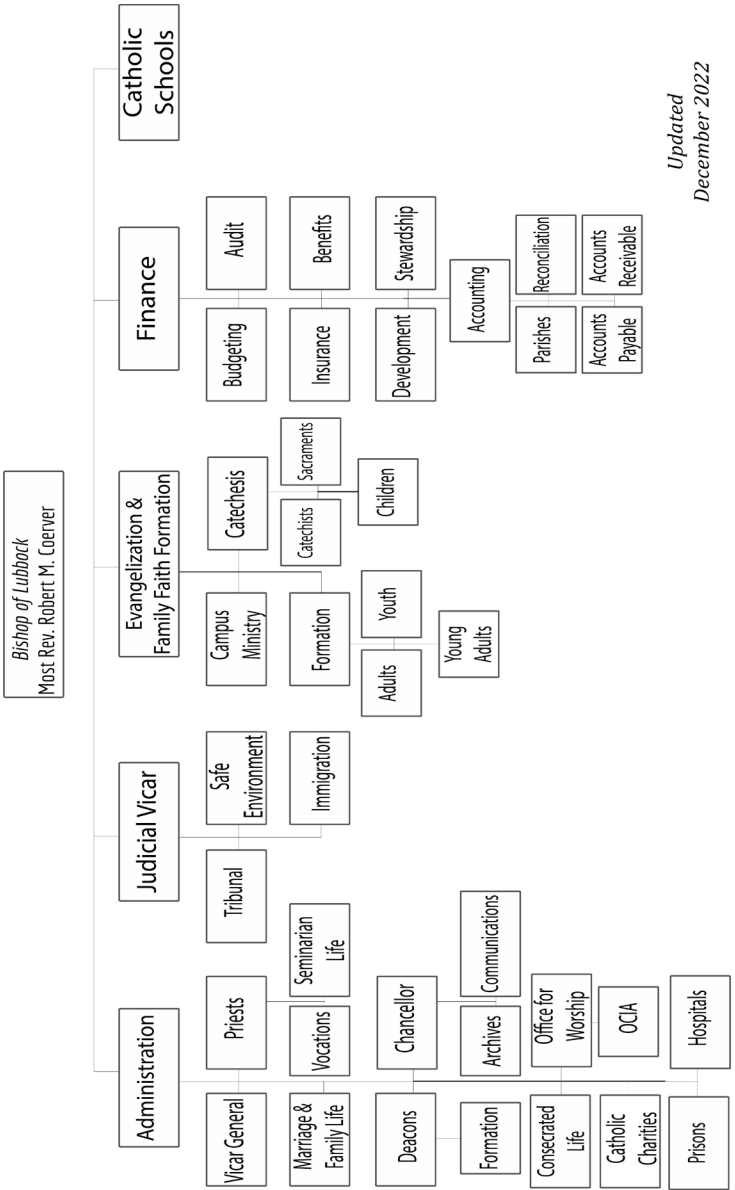 Bishop of Lubbock
Most Rev. Robert M. Coerver
Administration
Vicar General
Priests
Marriage &
Family Life
Vocations
Seminarian
Life
Deacons
Formation
Chancellor
Archives
Communications
Consecrated
Life
Office for
Worship
OCIA
Catholic
Charities
Prisons
Hospitals
Judicial Vicar
Tribunal
Safe
Environment
Immigration
Evangelization &
Family Faith Formation
Campus
Ministry
Catechesis
Catechists
Sacraments
Children
Formation
Adults
Youth
Young
Adults
Finance
Budgeting
Audit
Insurance
Benefits
Development
Stewardship
Accounting
Parishes
Reconciliation
Accounts
Payable
Accounts
Receivable
Catholic
Schools
Updated
December 2022